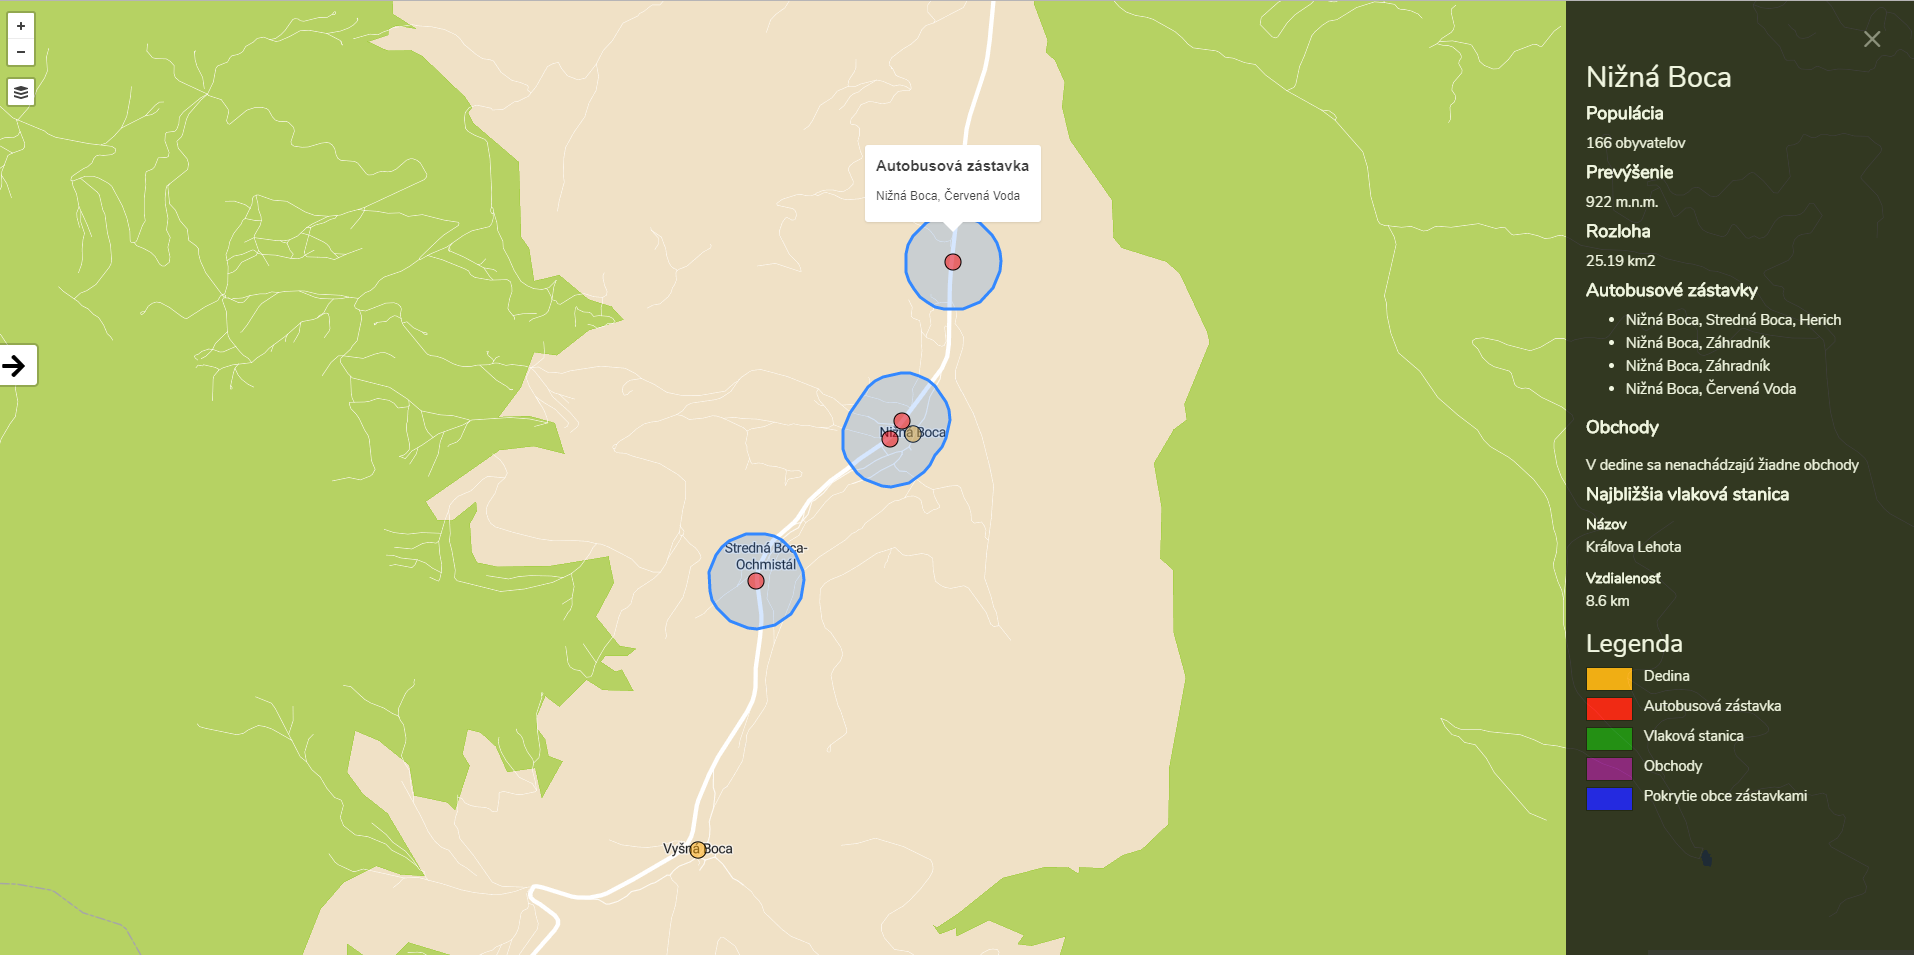 +
−
Autobusová zástavka
Nižná Boca, Červená Voda
Nižná Boca
Stredná Boca-
Ochmistál
Vyšná Boca
Nižná Boca
Populácia
166 obyvateľov
Prevýšenie
922 m.n.m.
Rozloha
25.19 km2
Autobusové zástavky
• Nižná Boca, Stredná Boca, Herich
• Nižná Boca, Záhradník
• Nižná Boca, Záhradník
• Nižná Boca, Červená Voda
Obchody
V dedine sa nenachádzajú žiadne obchody
Najbližšia vlaková stanica
Názov
Kráľova Lehota
Vzdialenosť
8.6 km
Legenda
Dedina
Autobusová zástavka
Vlaková stanica
Obchody
Pokrytie obce zástavkami